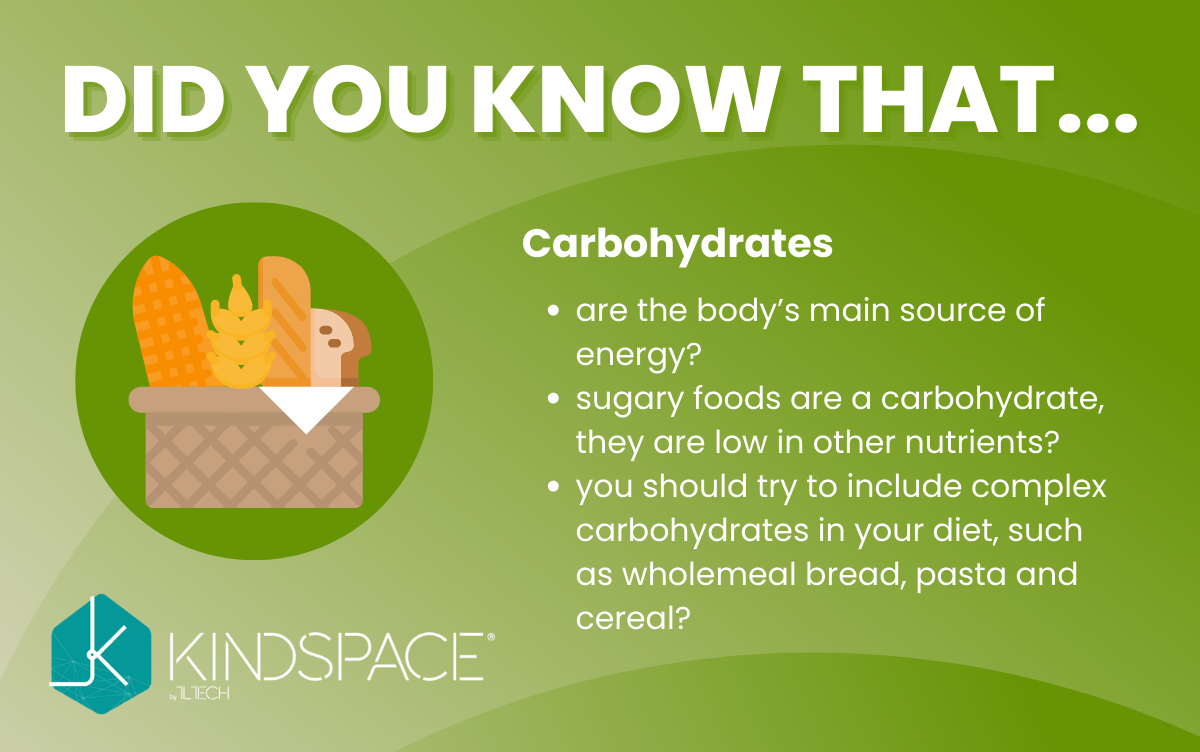 DID YOU KNOW THAT...
Carbohydrates
• are the body’s main source of
energy?
• sugary foods are a carbohydrate,
they are low in other nutrients?
• you should try to include complex
carbohydrates in your diet, such
as wholemeal bread, pasta and
cereal?
KINDSPACE®
by TLTECH